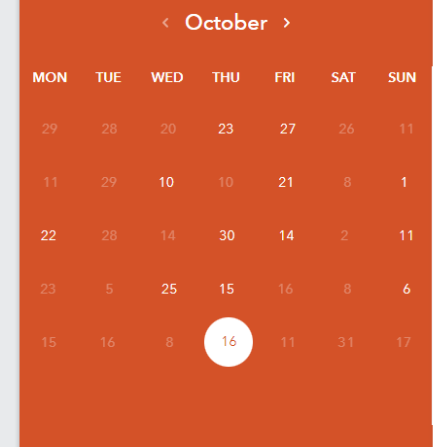 ‹ October ›
MON TUE WED THU FRI SAT SUN
29 28 20 23 27 26 11
11 29 10 10 21 8 1
22 28 14 30 14 2 11
23 5 25 15 16 8 6
15 16 8 16 11 31 17